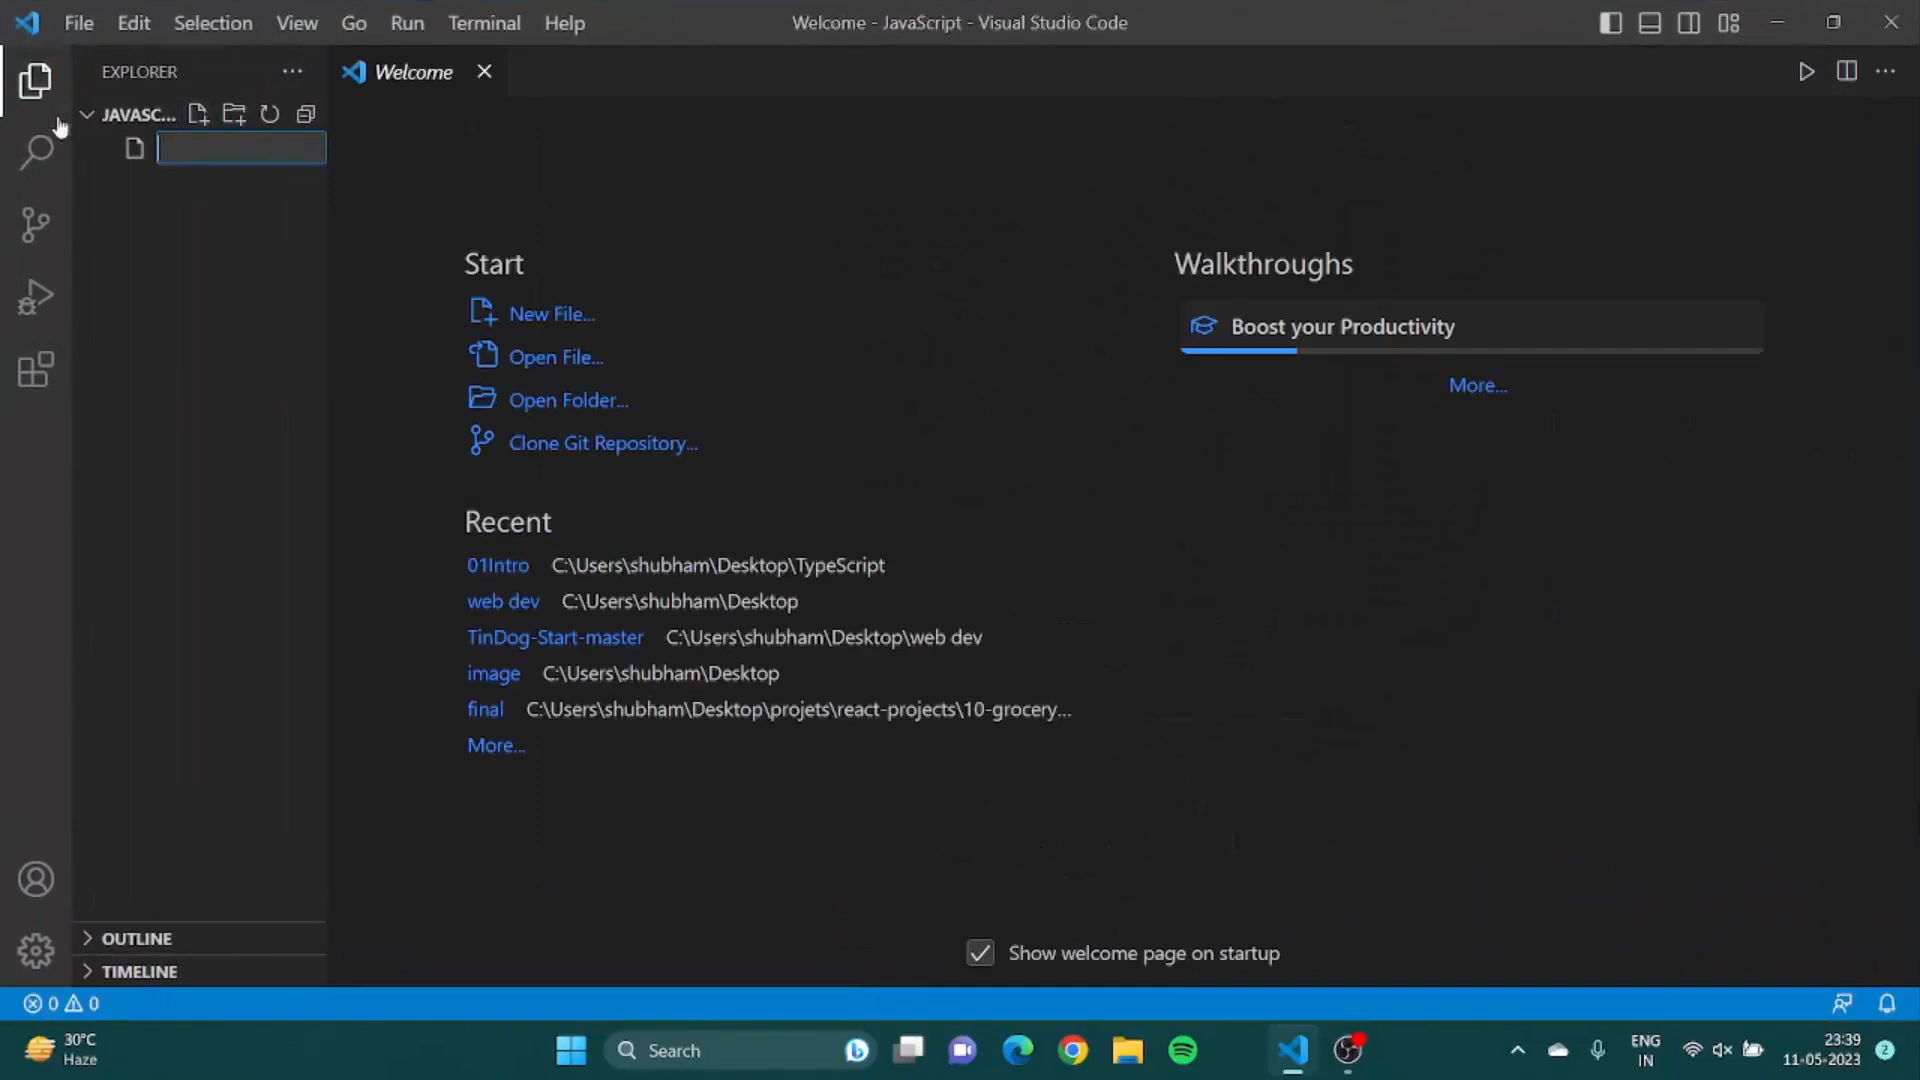 File Edit Selection View Go Run Terminal Help
Welcome - JavaScript - Visual Studio Code
EXPLORER
Welcome
JAVASC...
Start
New File...
Open File...
Open Folder...
Clone Git Repository...
Walkthroughs
Boost your Productivity
More...
Recent
01Intro C:\Users\shubham\Desktop\TypeScript
web dev C:\Users\shubham\Desktop
TinDog-Start-master C:\Users\shubham\Desktop\web dev
image C:\Users\shubham\Desktop
final C:\Users\shubham\Desktop\projets\react-projects\10-grocery...
More...
OUTLINE
TIMELINE
Show welcome page on startup
0 0
30°C
Haze
Search
ENG
IN
23:39
11-05-2023
2